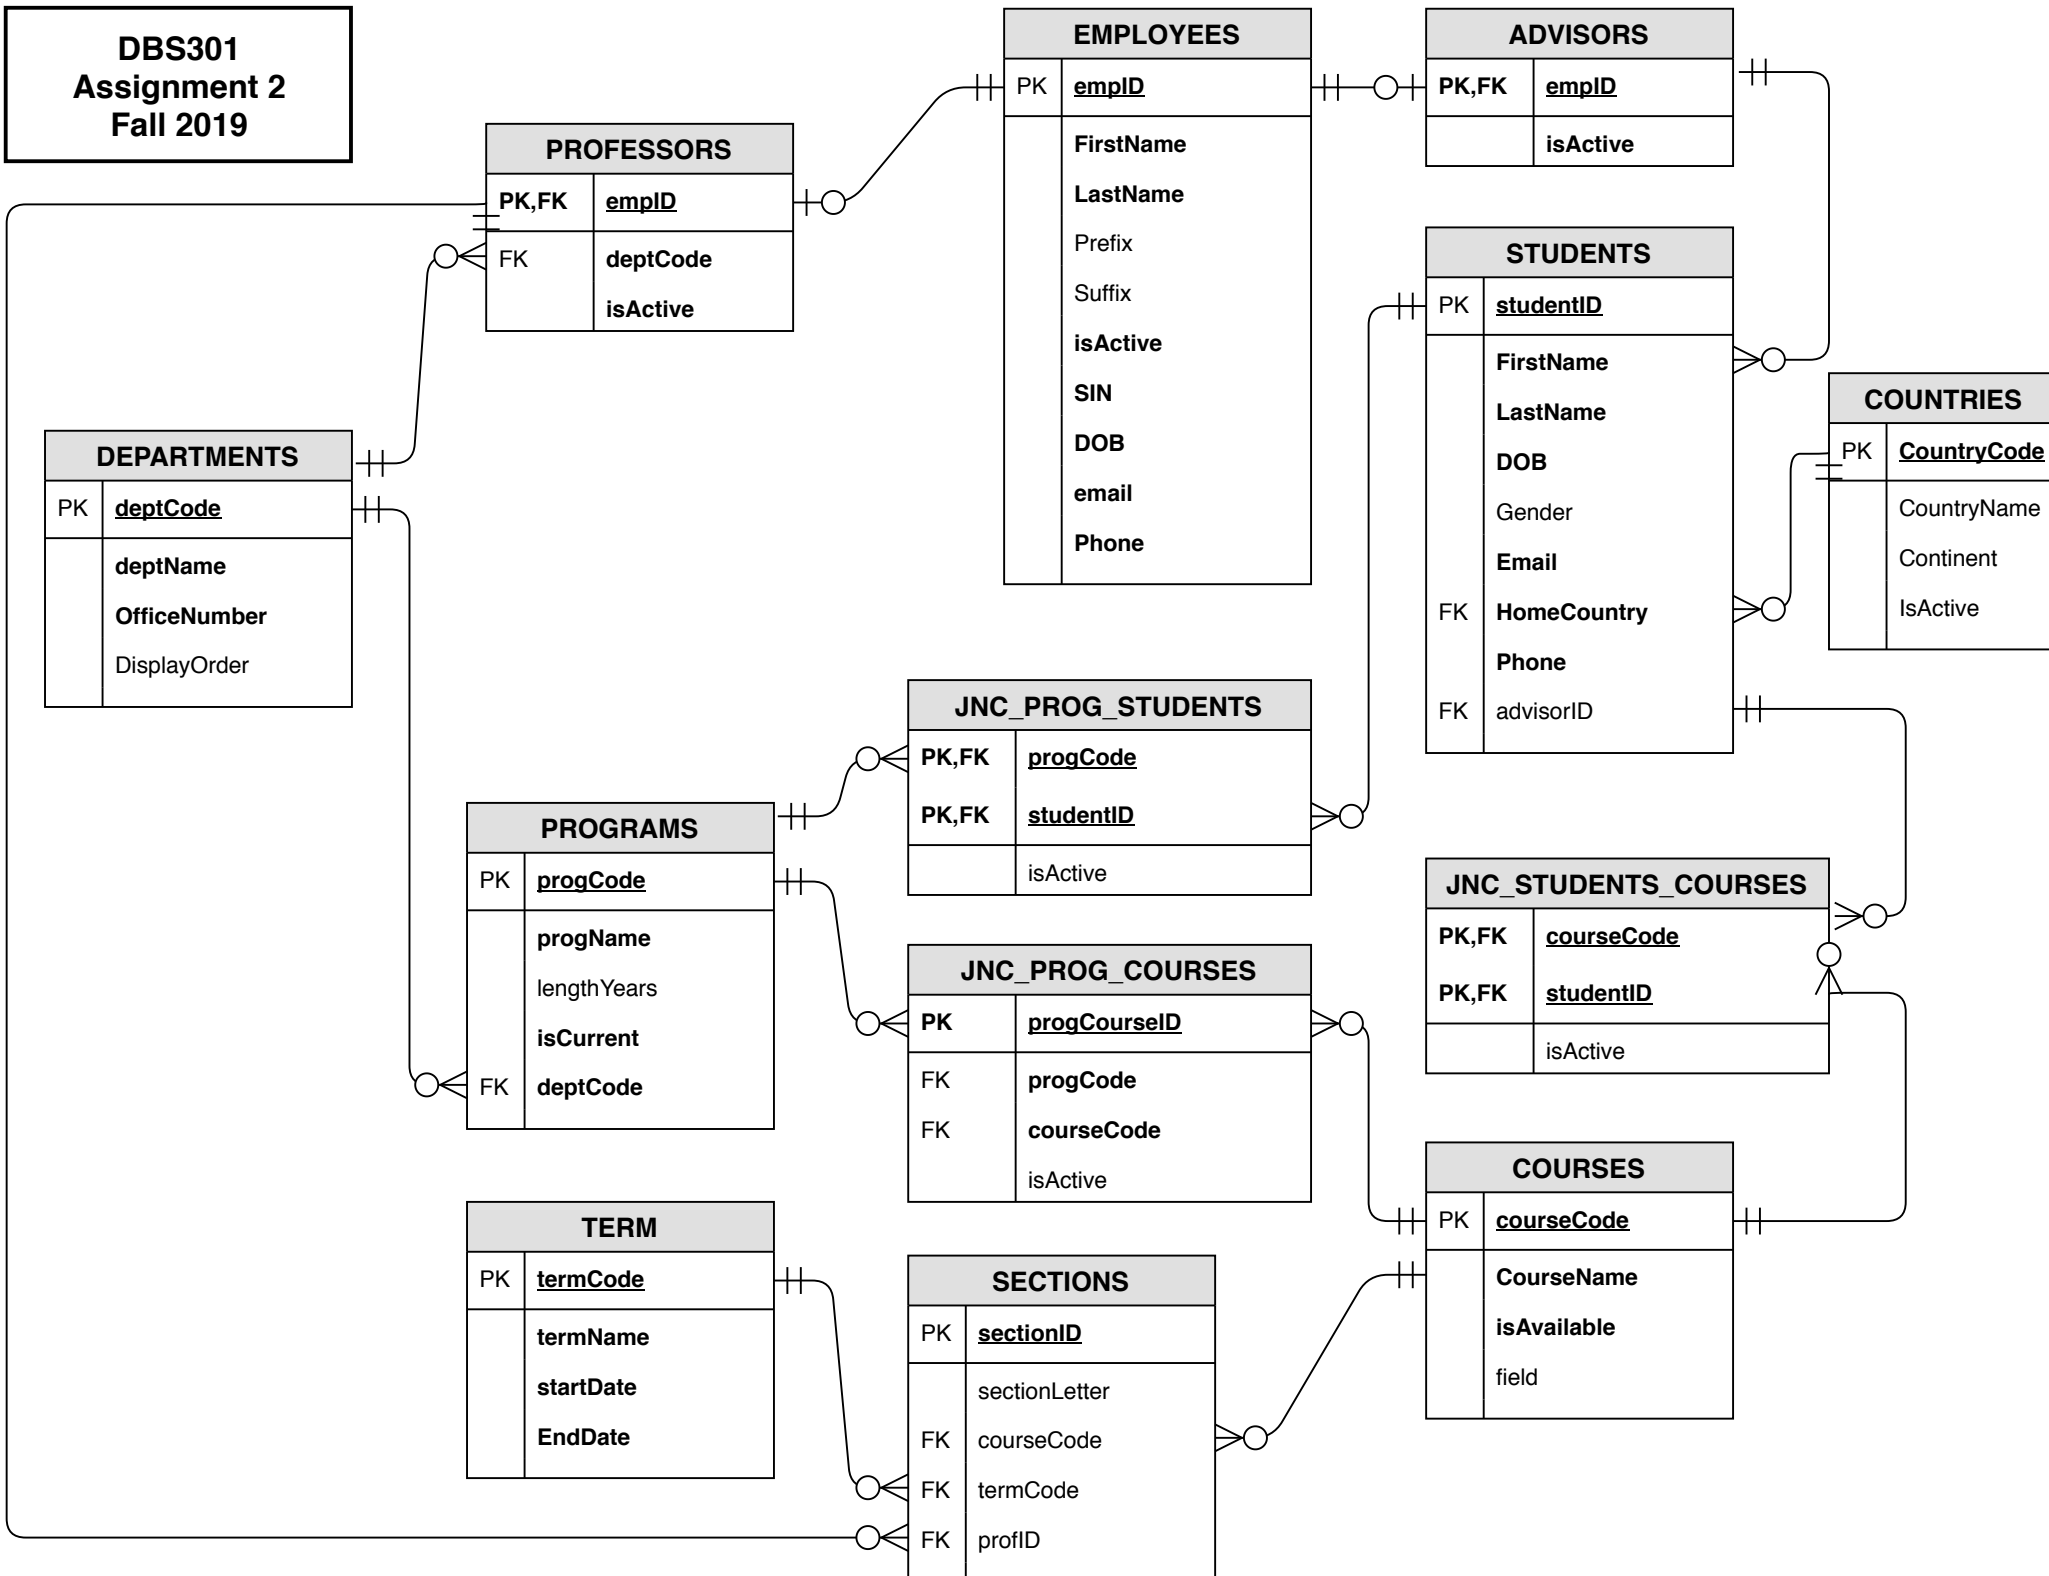 DBS301
Assignment 2
Fall 2019
EMPLOYEES
PK empID
FirstName
LastName
Prefix
Suffix
isActive
SIN
DOB
email
Phone
ADVISORS
PK,FK empID
isActive
PROFESSORS
PK,FK empID
FK deptCode
isActive
STUDENTS
PK studentID
FirstName
LastName
DOB
Gender
Email
FK HomeCountry
Phone
FK advisorID
COUNTRIES
PK CountryCode
CountryName
Continent
IsActive
DEPARTMENTS
PK deptCode
deptName
OfficeNumber
DisplayOrder
JNC_PROG_STUDENTS
PK,FK progCode
PK,FK studentID
isActive
PROGRAMS
PK progCode
progName
lengthYears
isCurrent
FK deptCode
JNC_STUDENTS_COURSES
PK,FK courseCode
PK,FK studentID
isActive
JNC_PROG_COURSES
PK progCourseID
FK progCode
FK courseCode
isActive
COURSES
PK courseCode
CourseName
isAvailable
field
TERM
PK termCode
termName
startDate
EndDate
SECTIONS
PK sectionID
sectionLetter
FK courseCode
FK termCode
FK profID